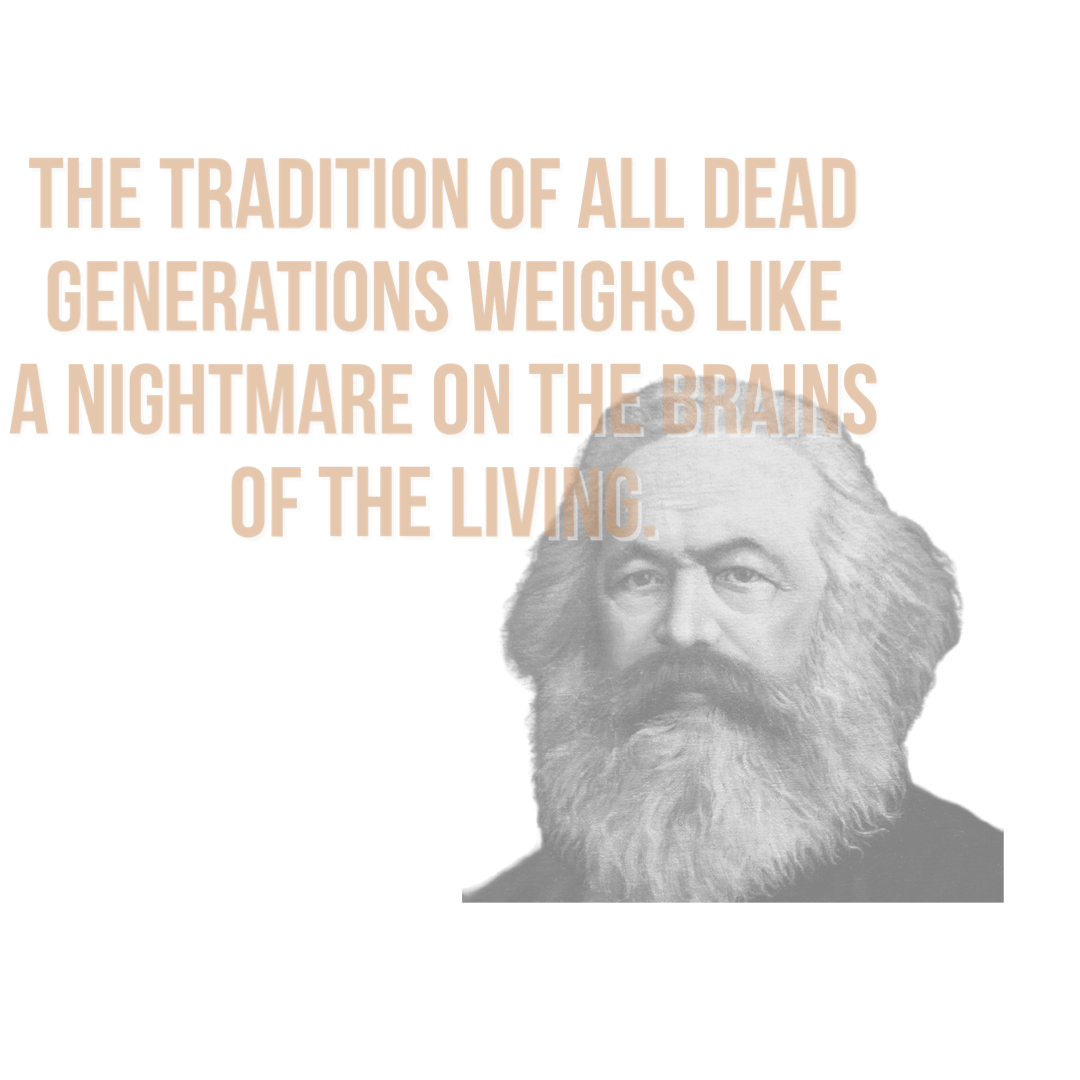 THE TRADITION OF ALL DEAD
GENERATIONS WEIGHS LIKE
A NIGHTMARE ON THE BRAINS
OF THE LIVING.